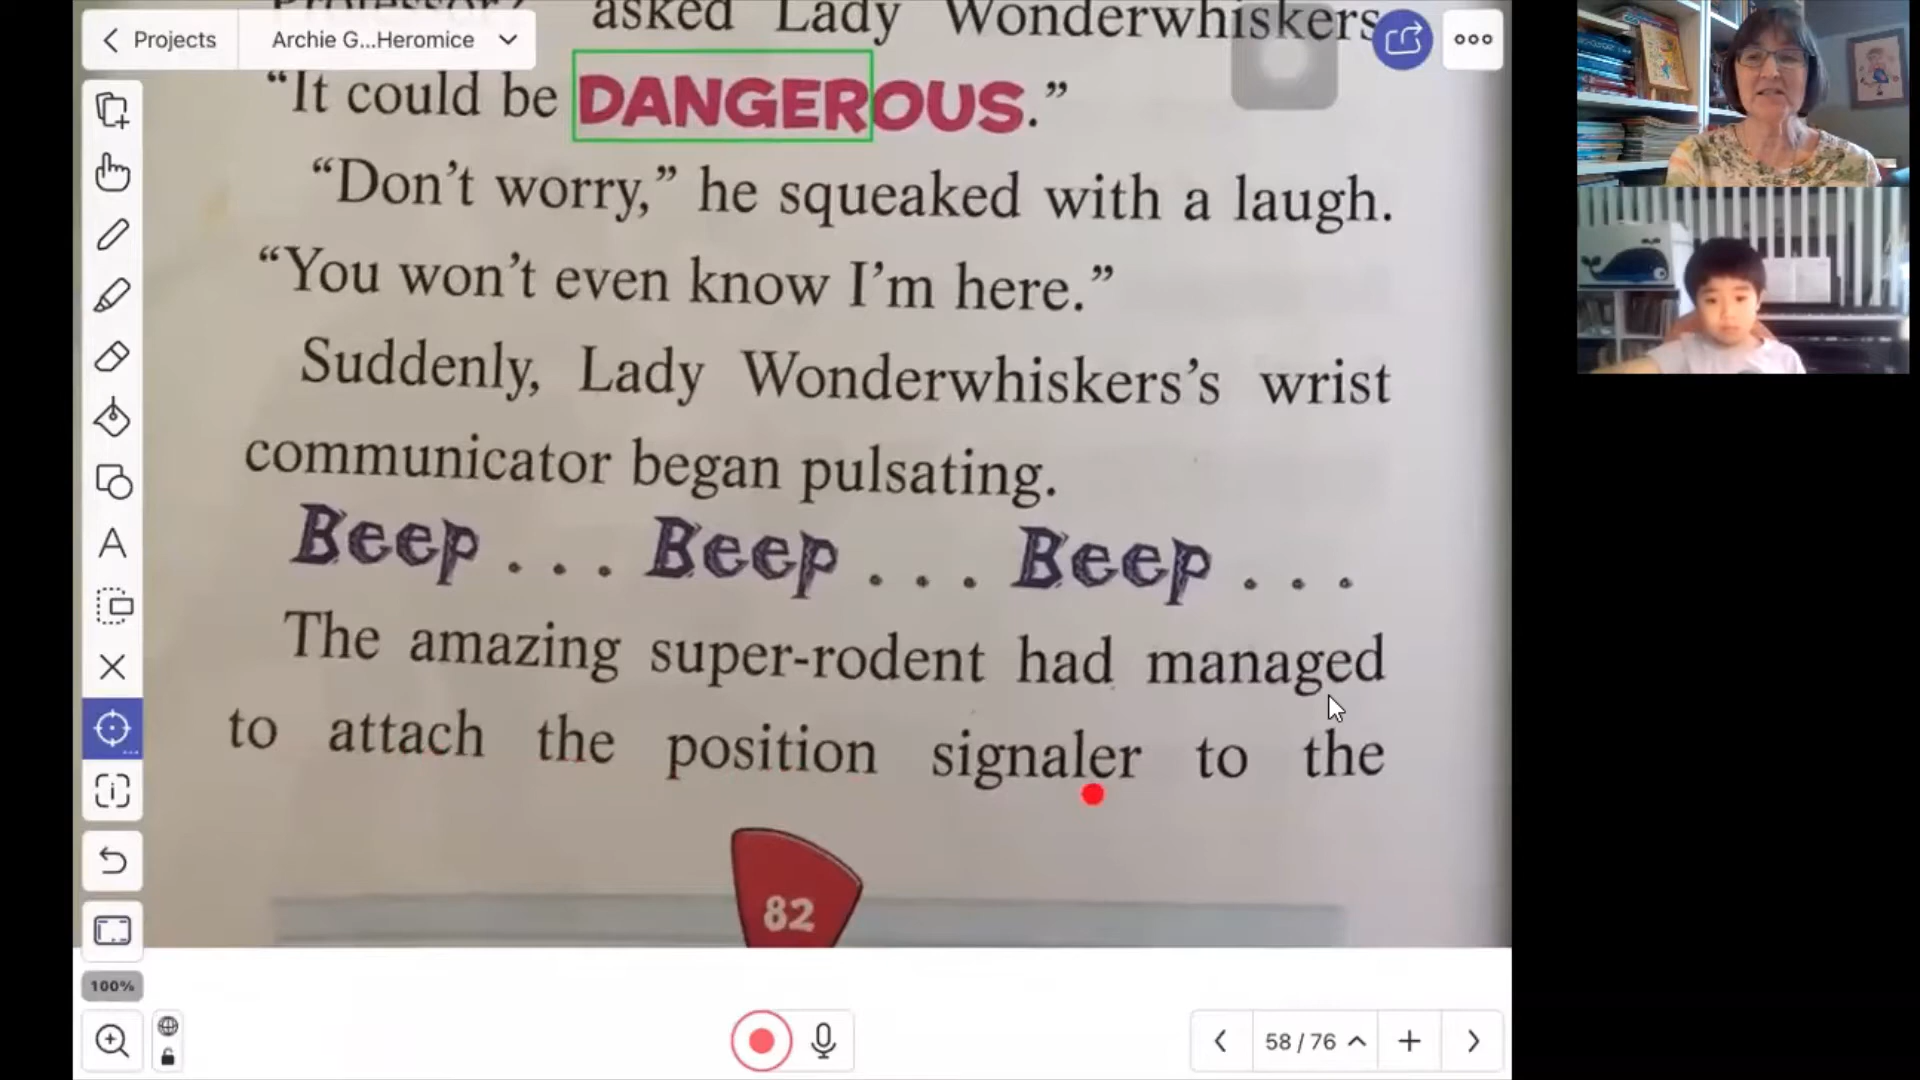 Projects
Archie G...Heromice
asked Lady Wonderwhiskers.
"It could be DANGEROUS."
"Don't worry," he squeaked with a laugh.
"You won't even know I'm here."
Suddenly, Lady Wonderwhiskers's wrist
communicator began pulsating.
Beep . . . Beep . . . Beep . . .
The amazing super-rodent had managed
to attach the position signaler to the
82
100%
58 / 76